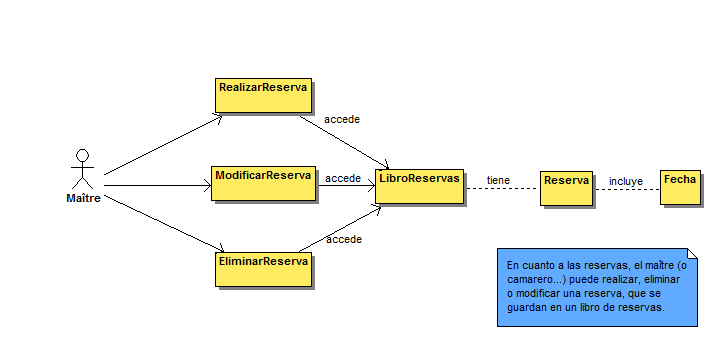 RealizarReserva
accede
Maître
ModificarReserva
accede
LibroReservas
tiene
Reserva
incluye
Fecha
EliminarReserva
accede
En cuanto a las reservas, el maître (o
camarero...) puede realizar, eliminar
o modificar una reserva, que se
guardan en un libro de reservas.